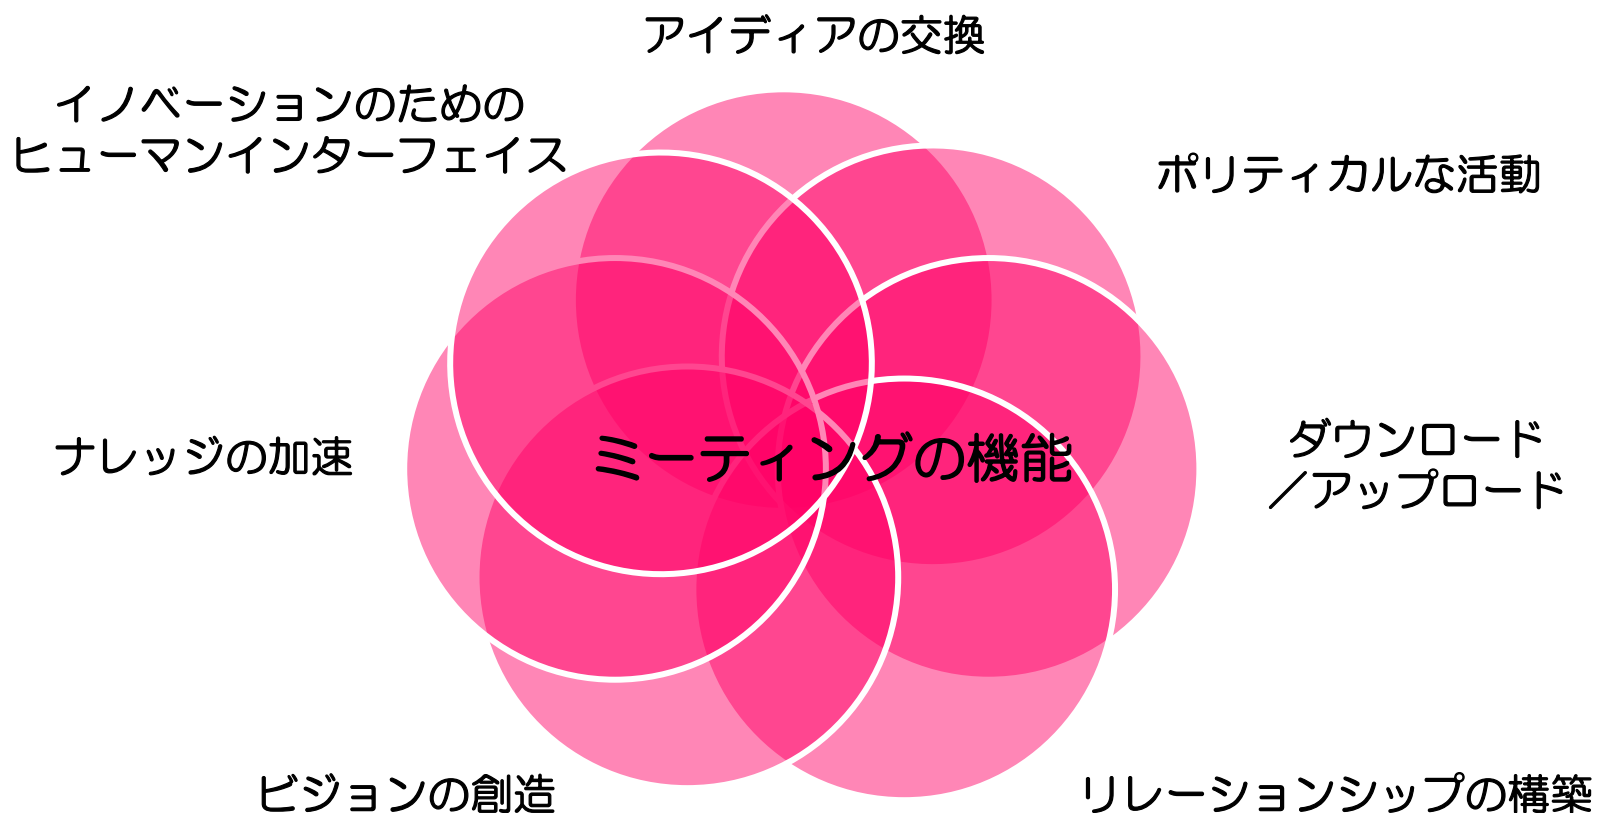 アイディアの交換
イノベーションのための
ヒューマンインターフェイス
ポリティカルな活動
ナレッジの加速
ミーティングの機能
ダウンロード
／アップロード
ビジョンの創造
リレーションシップの構築